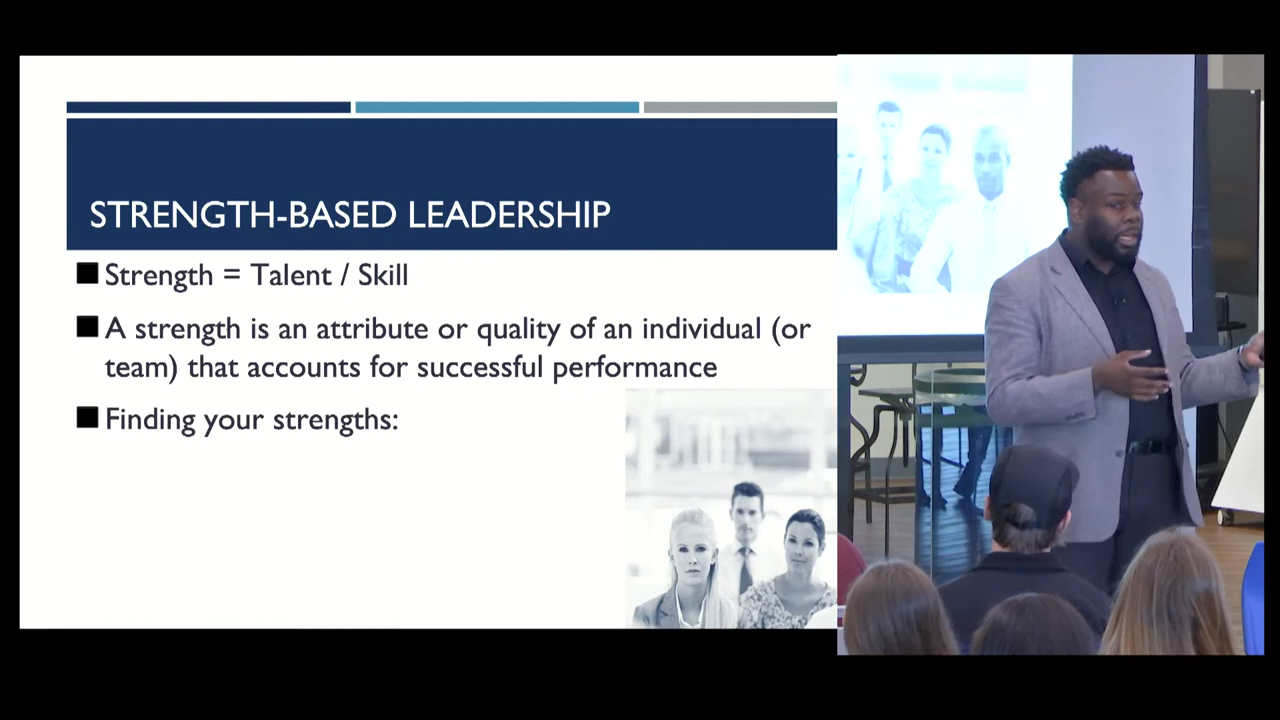 STRENGTH-BASED LEADERSHIP
Strength = Talent / Skill
A strength is an attribute or quality of an individual (or
team) that accounts for successful performance
Finding your strengths: